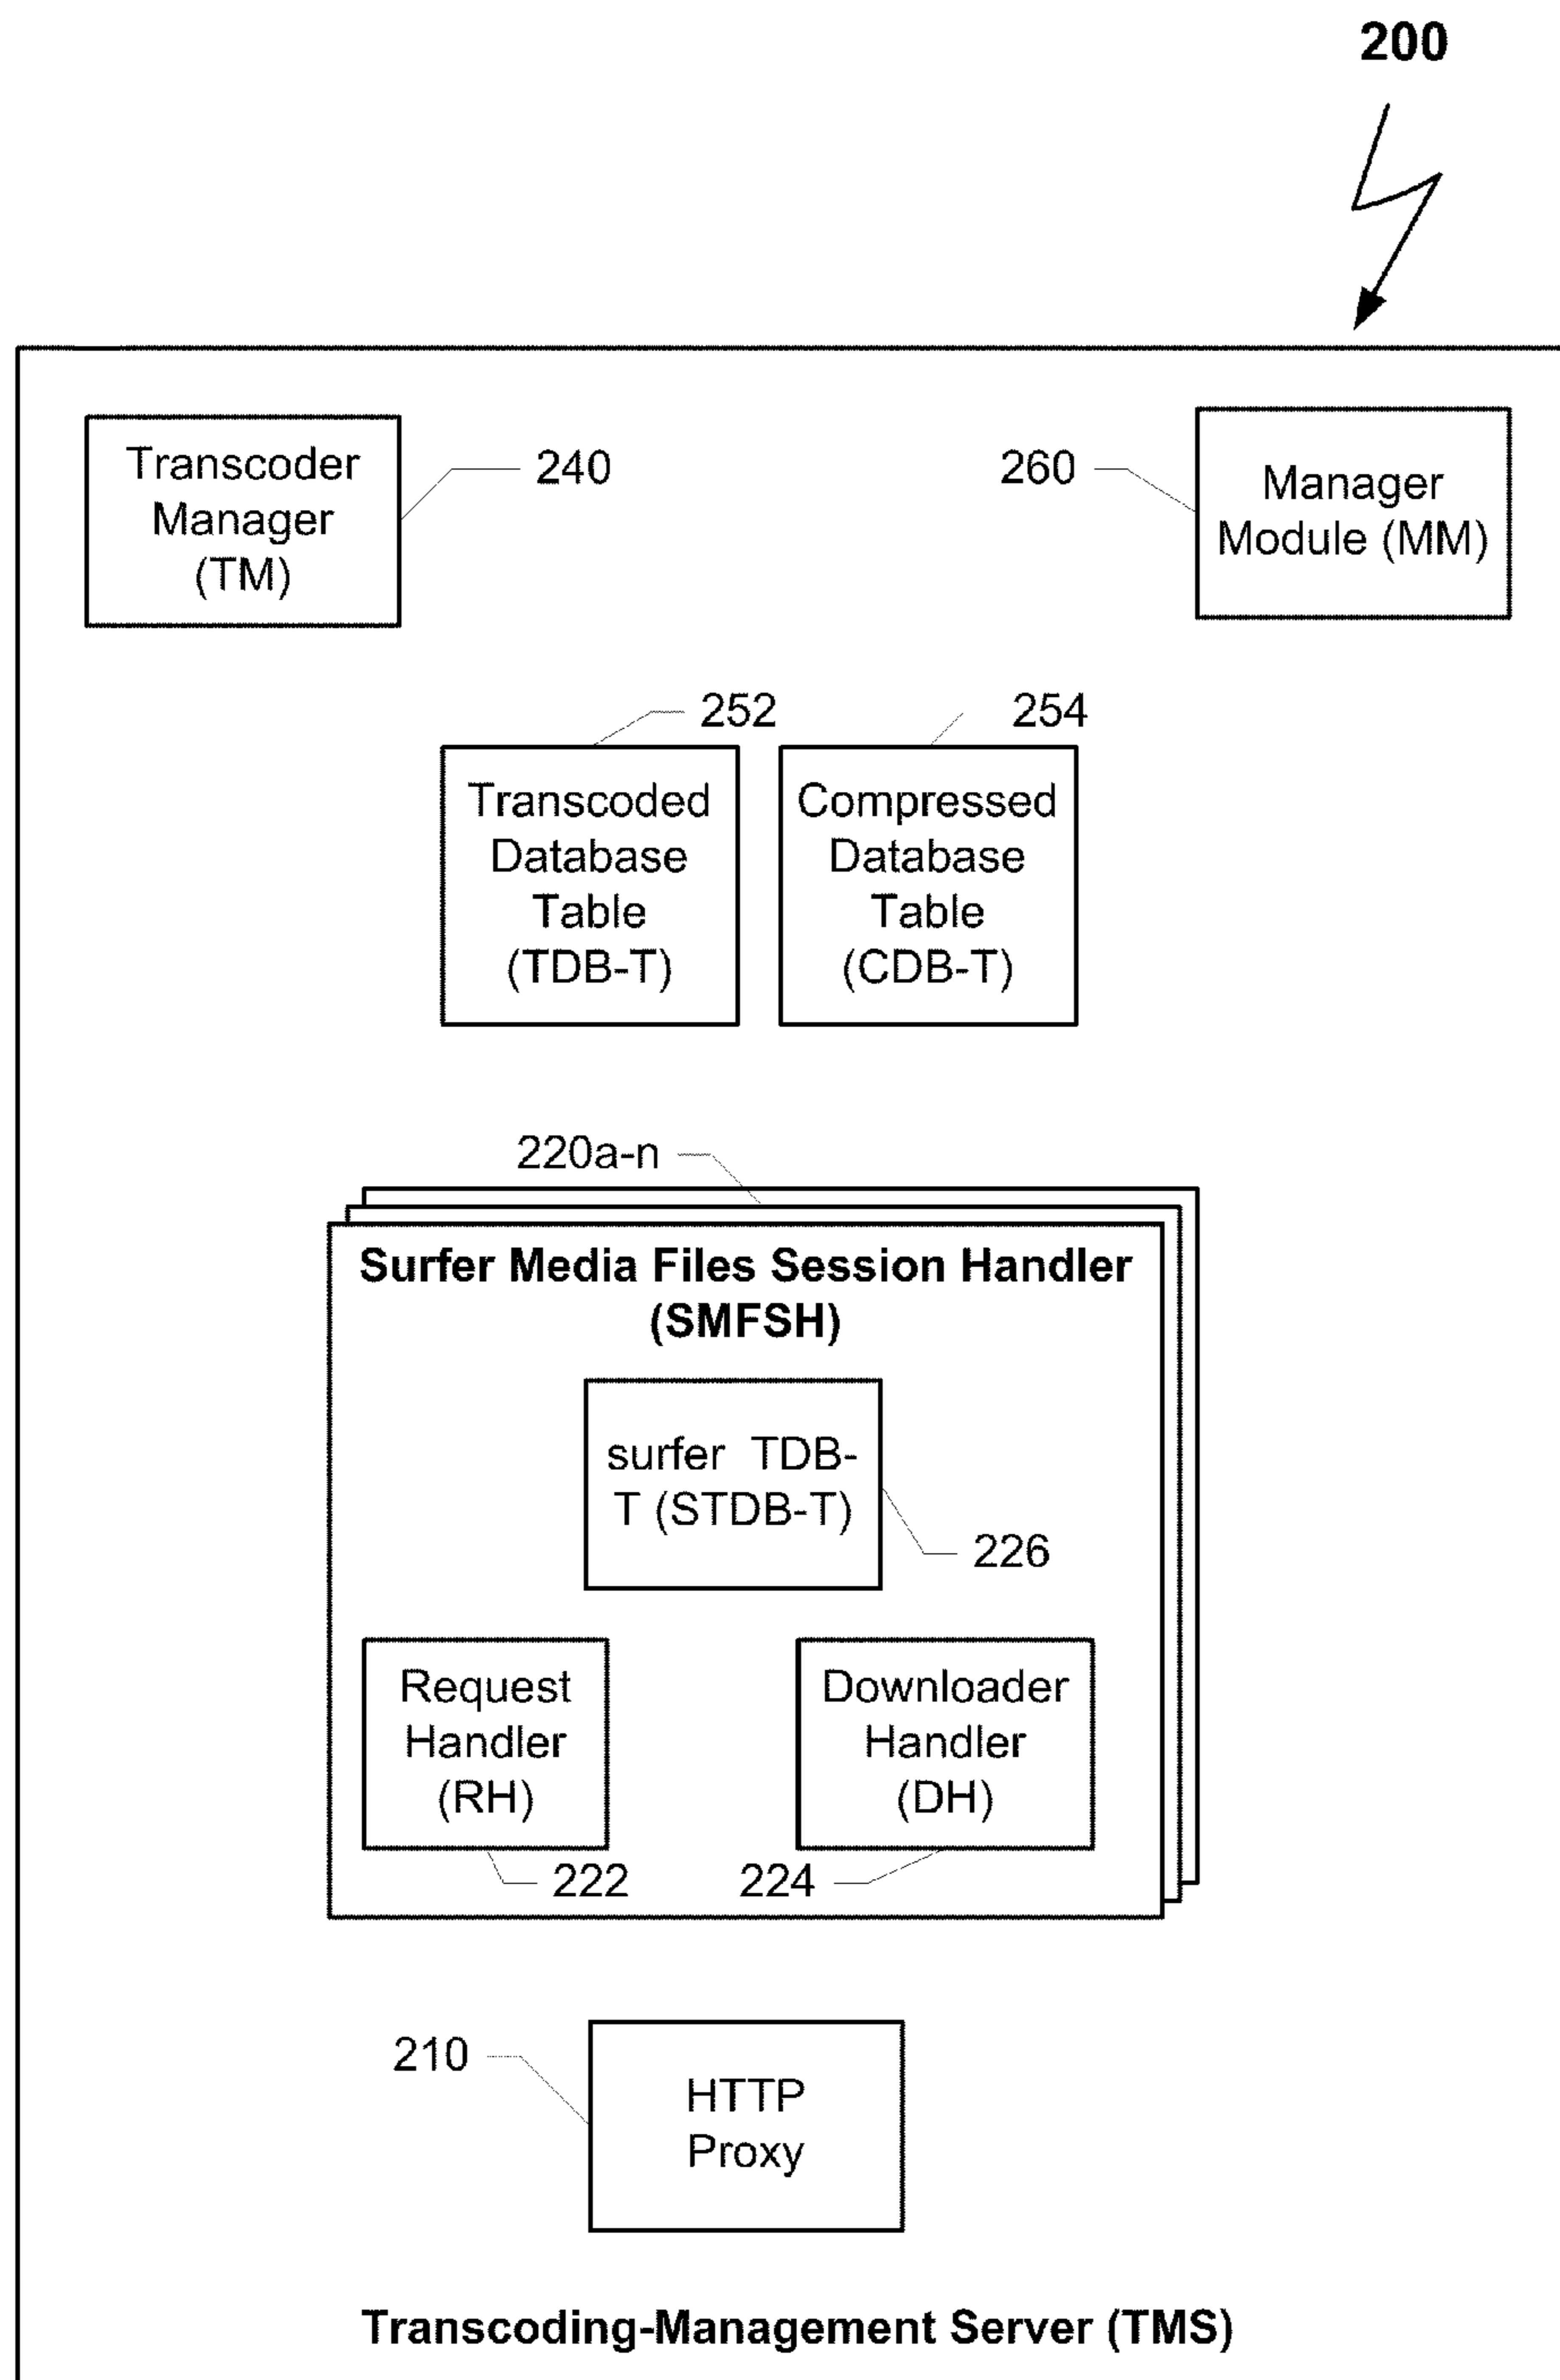 200
Transcoder
Manager
(TM)
240
260
Manager
Module (MM)
252
254
Transcoded
Database
Table
(TDB-T)
Compressed
Database
Table
(CDB-T)
220a-n
Surfer Media Files Session Handler
(SMFSH)
surfer TDB-
T (STDB-T)
226
Request
Handler
(RH)
222
Downloader
Handler
(DH)
224
210
HTTP
Proxy
Transcoding-Management Server (TMS)